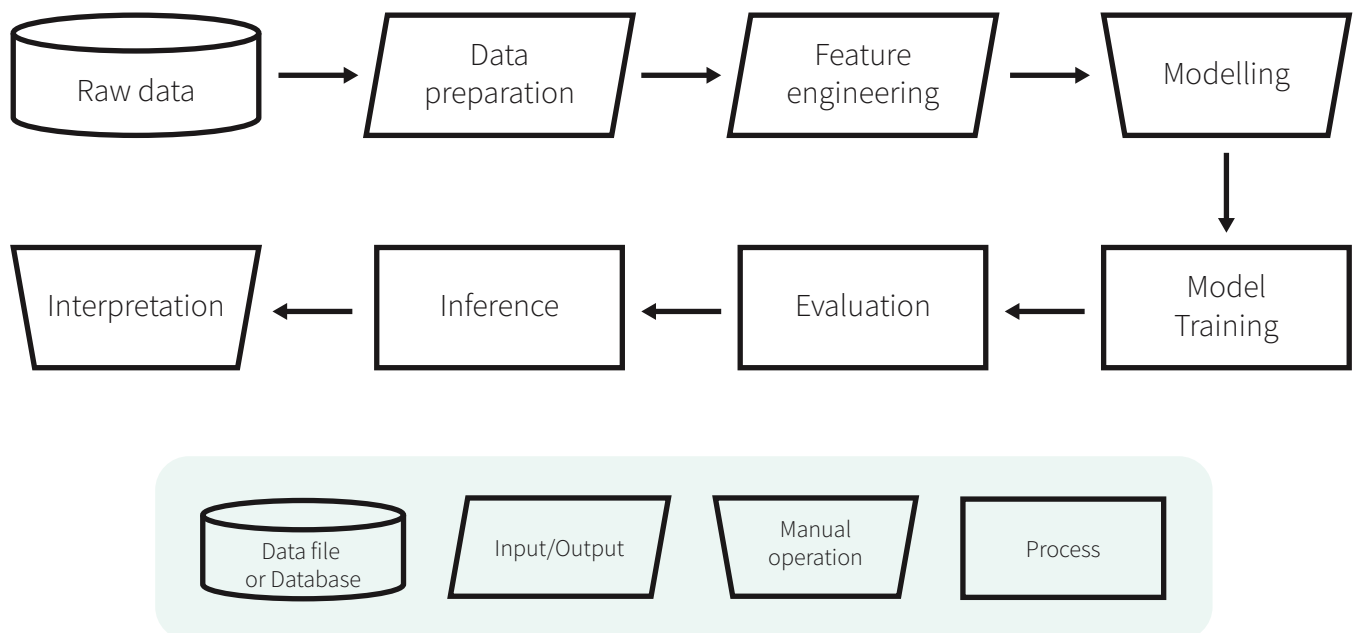 Raw data
Data
preparation
Feature
engineering
Modelling
Interpretation
Inference
Evaluation
Model
Training
Data file
or Database
Input/Output
Manual
operation
Process